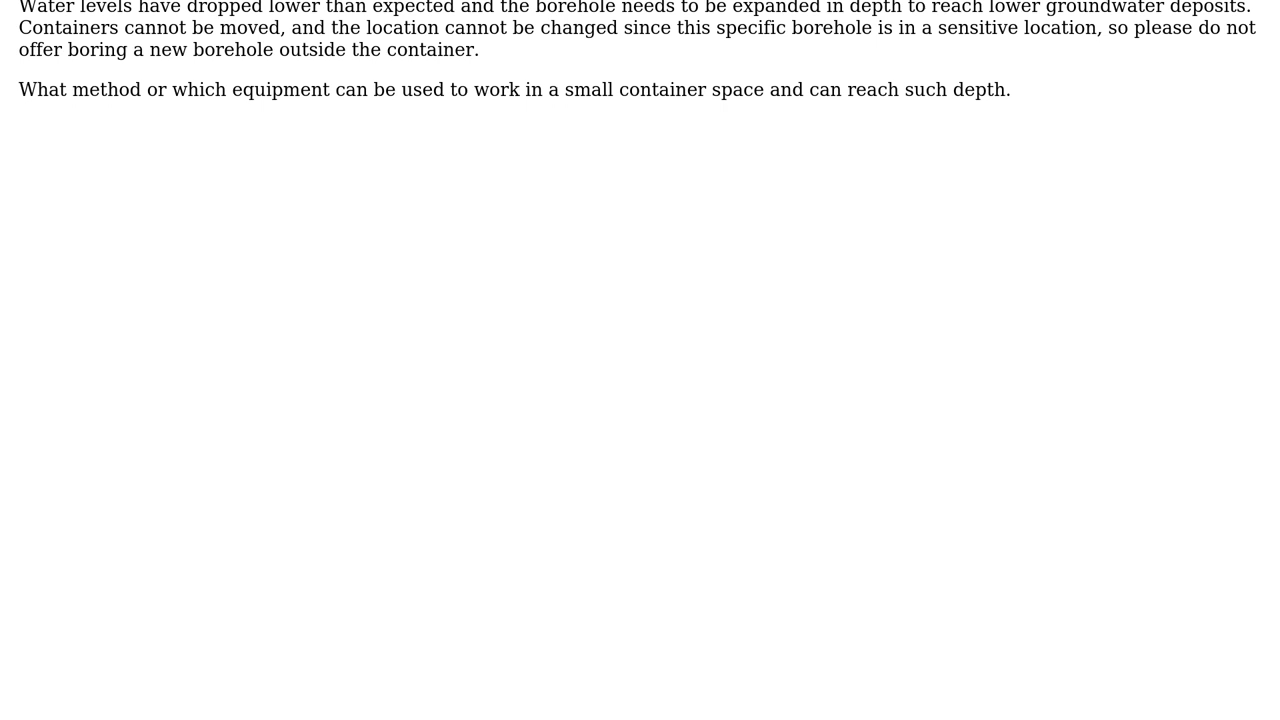 Water levels have dropped lower than expected and the borehole needs to be expanded in depth to reach lower groundwater deposits.
Containers cannot be moved, and the location cannot be changed since this specific borehole is in a sensitive location, so please do not
offer boring a new borehole outside the container.
What method or which equipment can be used to work in a small container space and can reach such depth.